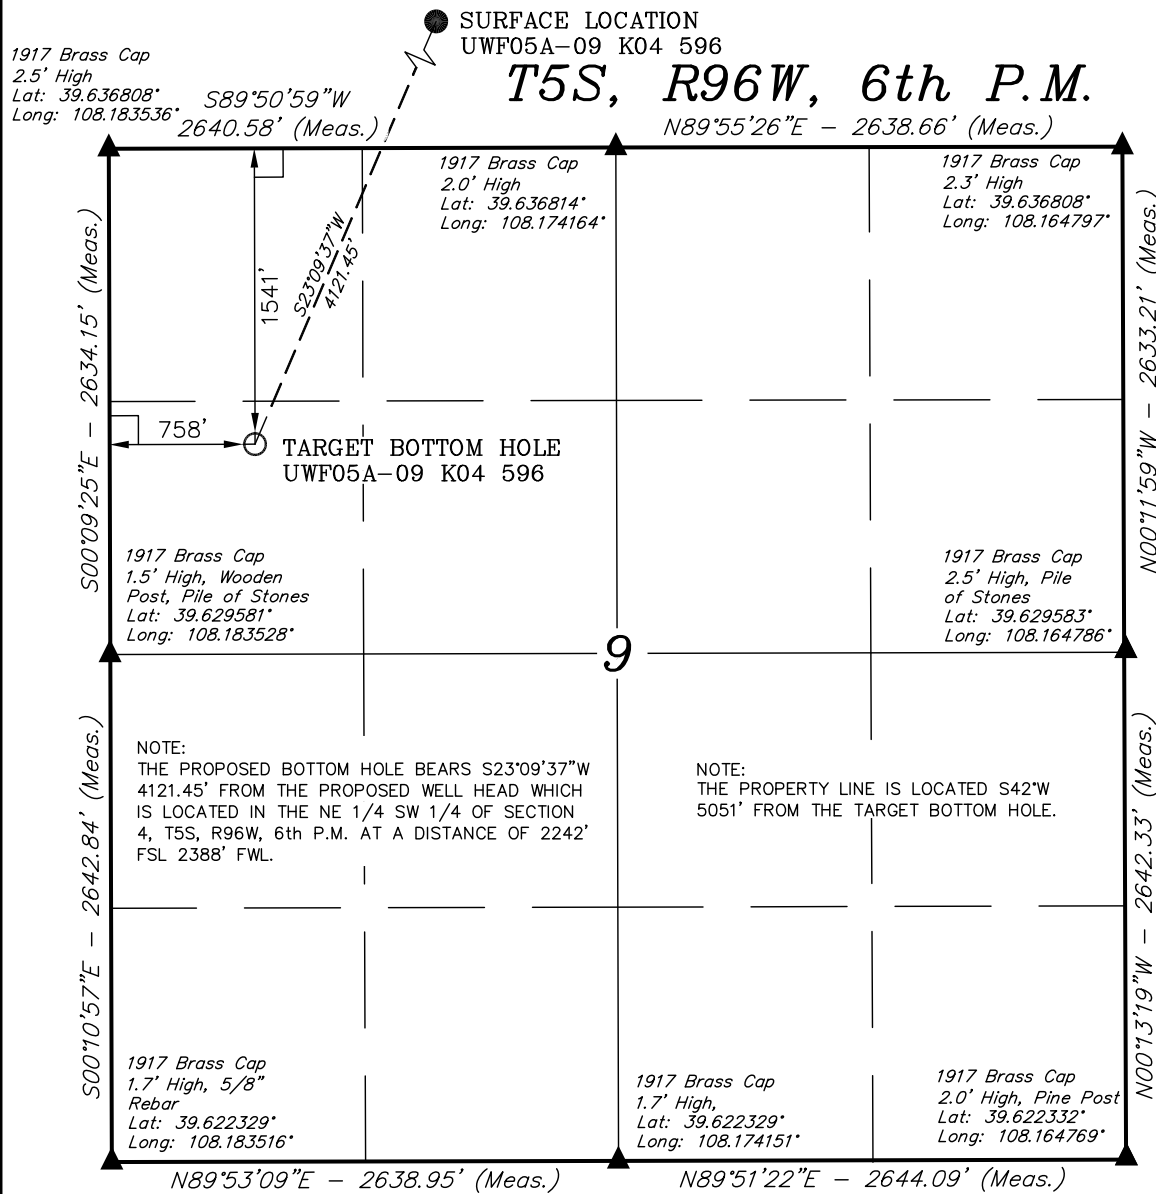 SURFACE LOCATION
UWF05A-09 K04 596
T5S, R96W, 6th P.M.
1917 Brass Cap
2.5' High
Lat: 39.636808°
Long: 108.183536°
S89°50'59"W
2640.58' (Meas.)
N89°55'26"E - 2638.66' (Meas.)
1917 Brass Cap
2.0' High
Lat: 39.636814°
Long: 108.174164°
1917 Brass Cap
2.3' High
Lat: 39.636808°
Long: 108.164797°
S00°09'25"E - 2634.15' (Meas.)
1541'
S23°09'37"W
4121.45'
N00°11'59"W - 2633.21' (Meas.)
758'
TARGET BOTTOM HOLE
UWF05A-09 K04 596
1917 Brass Cap
1.5' High, Wooden
Post, Pile of Stones
Lat: 39.629581°
Long: 108.183528°
1917 Brass Cap
2.5' High, Pile
of Stones
Lat: 39.629583°
Long: 108.164786°
9
NOTE:
THE PROPOSED BOTTOM HOLE BEARS S23°09'37"W
4121.45' FROM THE PROPOSED WELL HEAD WHICH
IS LOCATED IN THE NE 1/4 SW 1/4 OF SECTION
4, T5S, R96W, 6th P.M. AT A DISTANCE OF 2242'
FSL 2388' FWL.
NOTE:
THE PROPERTY LINE IS LOCATED S42°W
5051' FROM THE TARGET BOTTOM HOLE.
S00°10'57"E - 2642.84' (Meas.)
N00°13'19"W - 2642.33' (Meas.)
1917 Brass Cap
1.7' High, 5/8"
Rebar
Lat: 39.622329°
Long: 108.183516°
1917 Brass Cap
1.7' High,
Lat: 39.622329°
Long: 108.174151°
1917 Brass Cap
2.0' High, Pine Post
Lat: 39.622332°
Long: 108.164769°
N89°53'09"E - 2638.95' (Meas.)
N89°51'22"E - 2644.09' (Meas.)